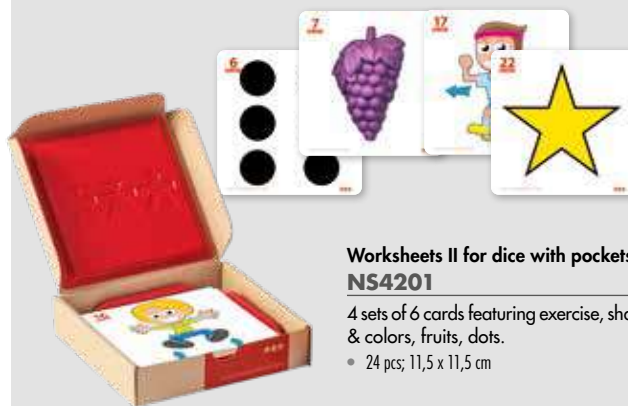 6
7
17
22
16
Worksheets II for dice with pockets
NS4201
4 sets of 6 cards featuring exercise,
& colors, fruits, dots.
24 pcs; 11,5 x 11,5 cm